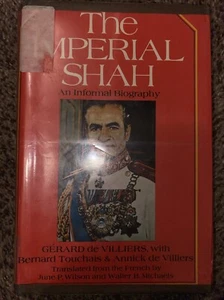 The
IMPERIAL
SHAH
An Informal Biography
GÉRARD de VILLIERS, with
Bernard Touchais & Annick de Villiers
Translated from the French by
June P. Wilson and Walter B. Michaels